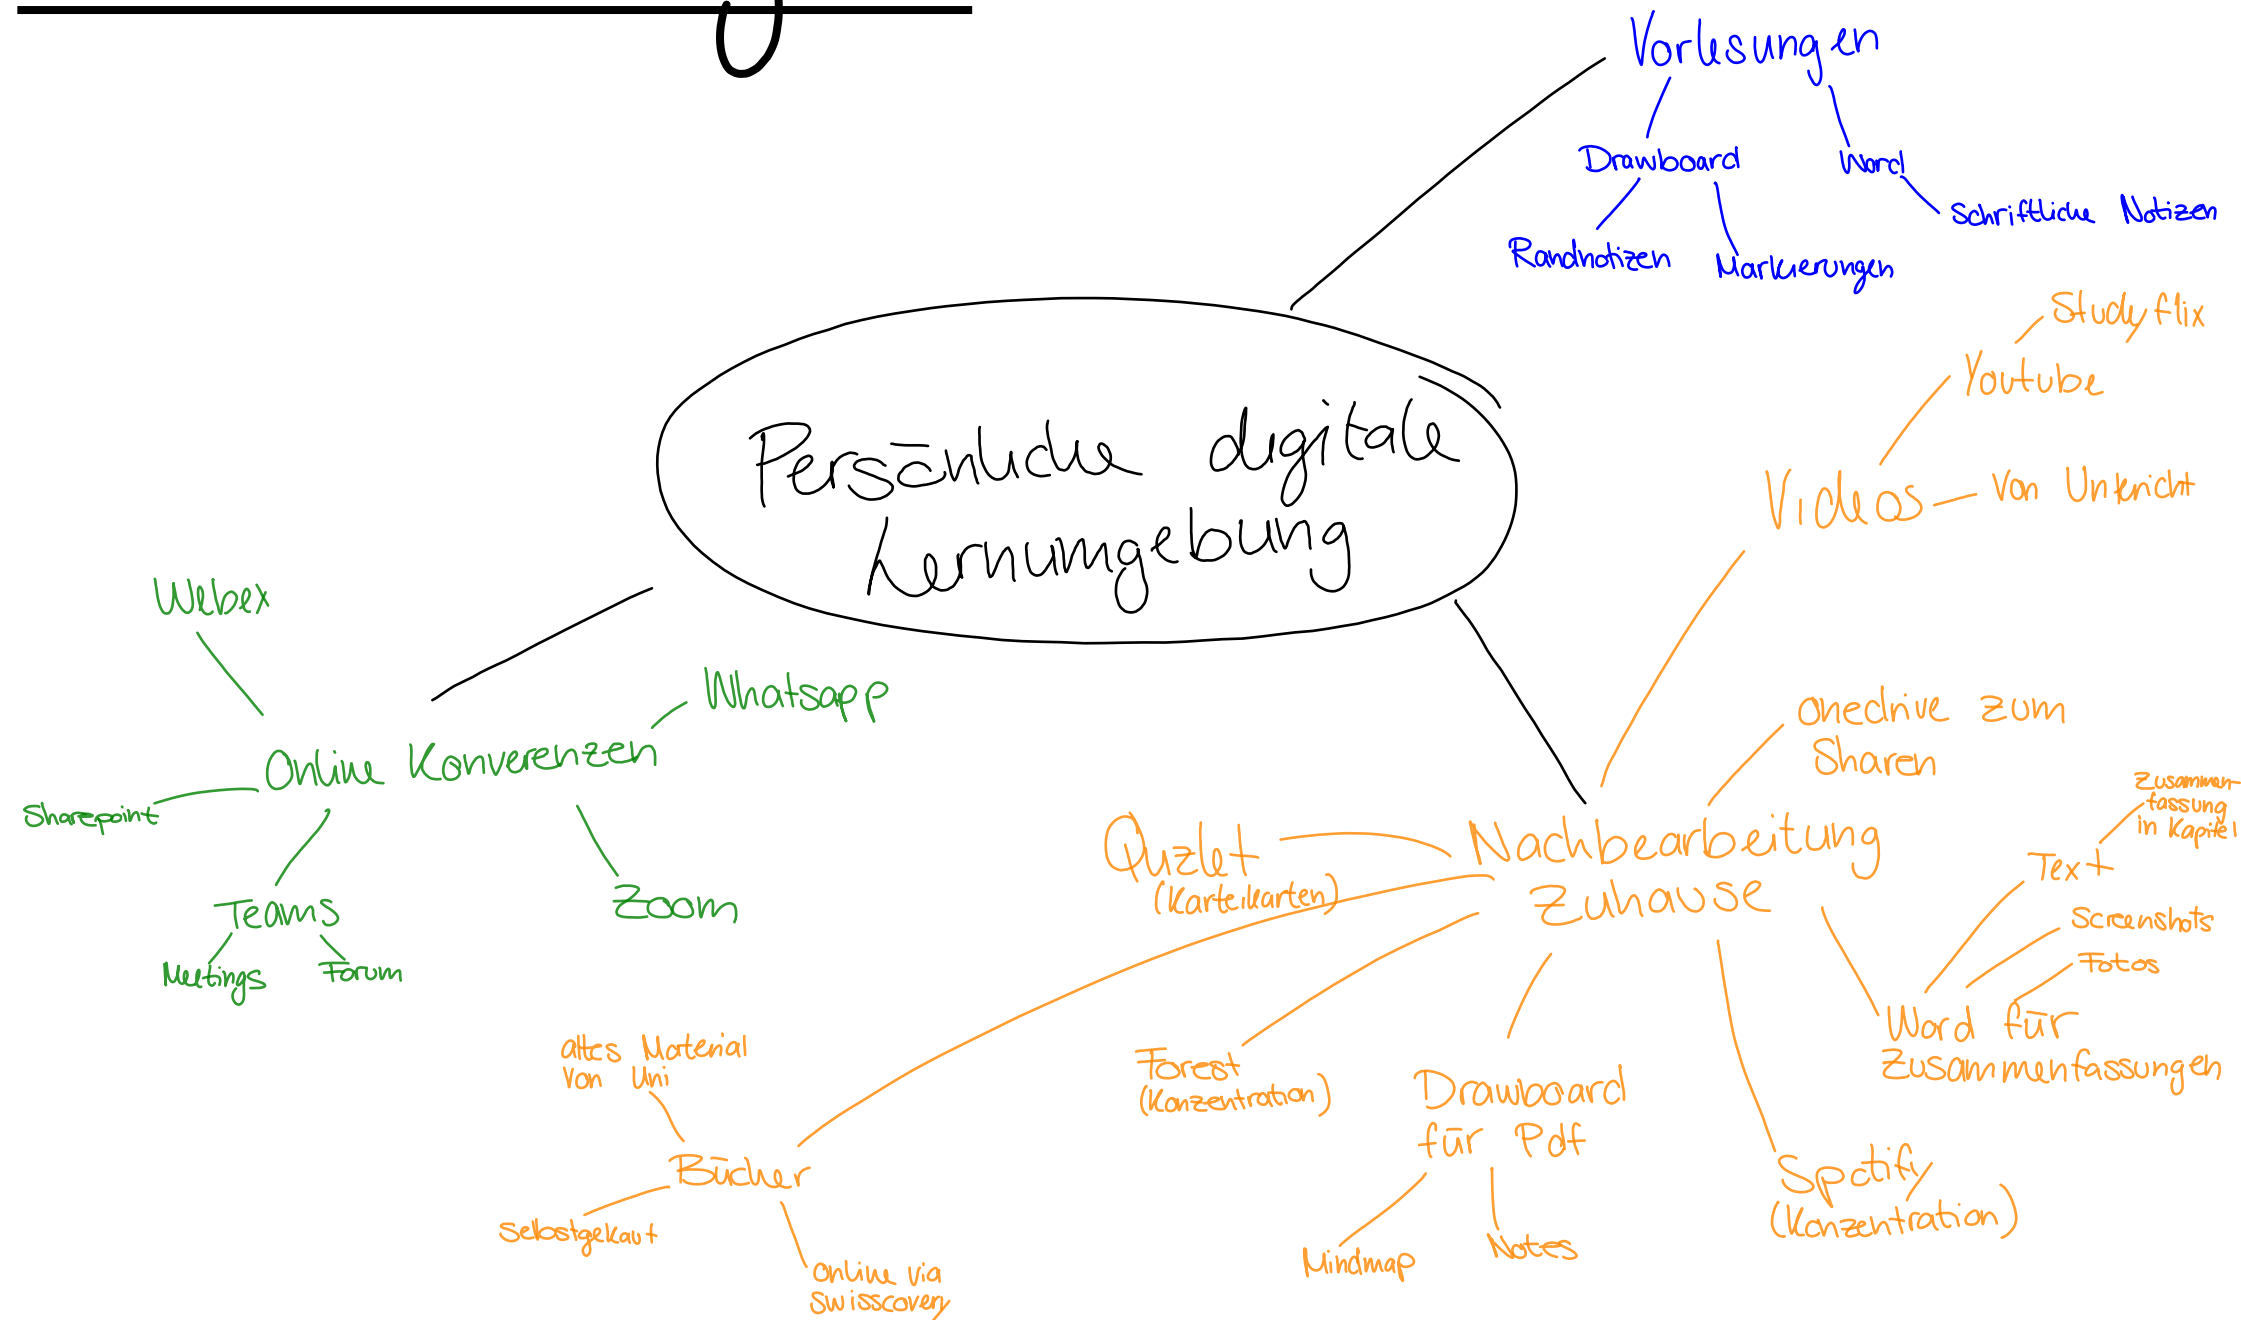 Vorlesungen
Drawboard
Word
Schriftliche Notizen
Randnotizen
Markierungen
Persönliche digitale
Lernumgebung
Studyflix
Youtube
Videos
Von Unterricht
Webex
Whatsapp
Online Konverenzen
Sharepoint
Teams
Zoom
Meetings
Forum
onedrive zum
Sharen
Quzlet
(Karteikarten)
Nachbearbeitung
Zuhause
Zusammen-
fassung
in Kapitel
Text
Screenshots
Fotos
Word für
Zusammenfassungen
Forest
(Konzentration)
Drawboard
für Pdf
Mindmap
Notes
Spotify
(Konzentration)
altes Material
Von Uni
Bücher
Selbstgekaut
Online via
swisscovery